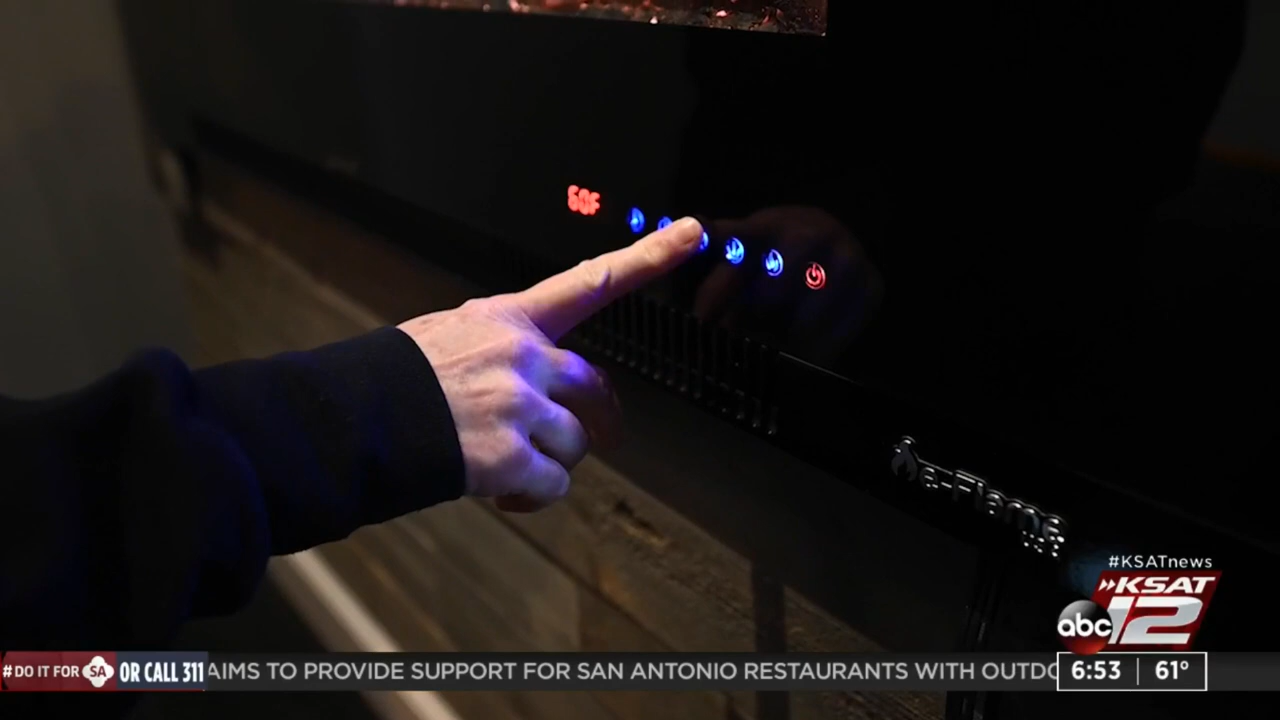 e-Flame
USA
#KSATnews
KSAT
abc 12
#DO IT FOR SA OR CALL 311 AIMS TO PROVIDE SUPPORT FOR SAN ANTONIO RESTAURANTS WITH OUTDO 6:53 61°